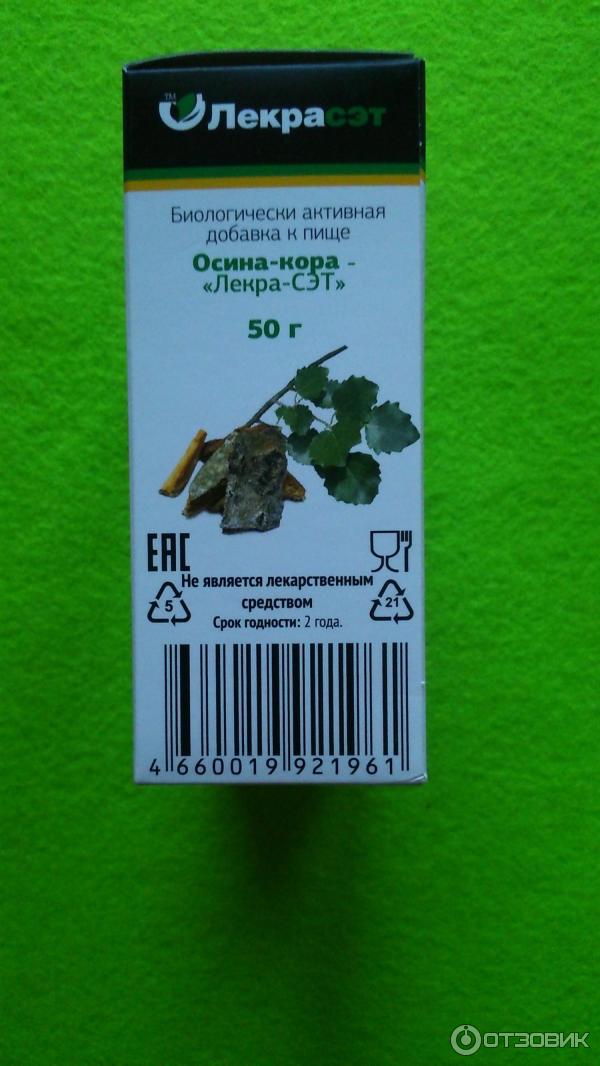 TM
Лекрасэт
Биологически активная
добавка к пище
Осина-кора -
«Лекра-СЭТ»
50 г
EAC
Не является лекарственным
средством
5
21
Срок годности: 2 года.
4 660019 921961
ОТЗОВИК